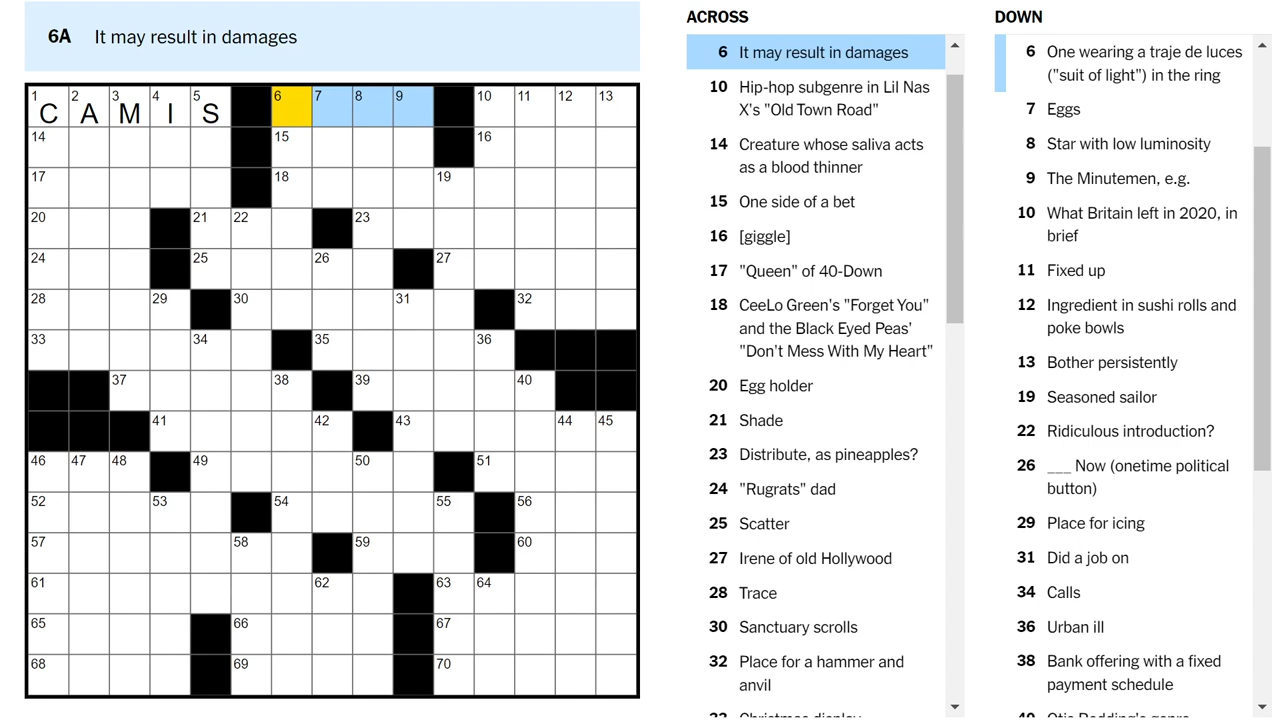 6A It may result in damages
1 2 3 4 5 6 7 8 9 10 11 12 13
C A M I S
14 15 16
17 18 19
20 21 22 23
24 25 26 27
28 29 30 31 32
33 34 35 36
37 38 39 40
41 42 43 44 45
46 47 48 49 50 51
52 53 54 55 56
57 58 59 60
61 62 63 64
65 66 67
68 69 70
ACROSS
6 It may result in damages
10 Hip-hop subgenre in Lil Nas
X's "Old Town Road"
14 Creature whose saliva acts
as a blood thinner
15 One side of a bet
16 [giggle]
17 "Queen" of 40-Down
18 CeeLo Green's "Forget You"
and the Black Eyed Peas'
"Don't Mess With My Heart"
20 Egg holder
21 Shade
23 Distribute, as pineapples?
24 "Rugrats" dad
25 Scatter
27 Irene of old Hollywood
28 Trace
30 Sanctuary scrolls
32 Place for a hammer and
anvil
33 Christmas display
DOWN
6 One wearing a traje de luces
("suit of light") in the ring
7 Eggs
8 Star with low luminosity
9 The Minutemen, e.g.
10 What Britain left in 2020, in
brief
11 Fixed up
12 Ingredient in sushi rolls and
poke bowls
13 Bother persistently
19 Seasoned sailor
22 Ridiculous introduction?
26 ___ Now (onetime political
button)
29 Place for icing
31 Did a job on
34 Calls
36 Urban ill
38 Bank offering with a fixed
payment schedule
40 Otis Redding's genre